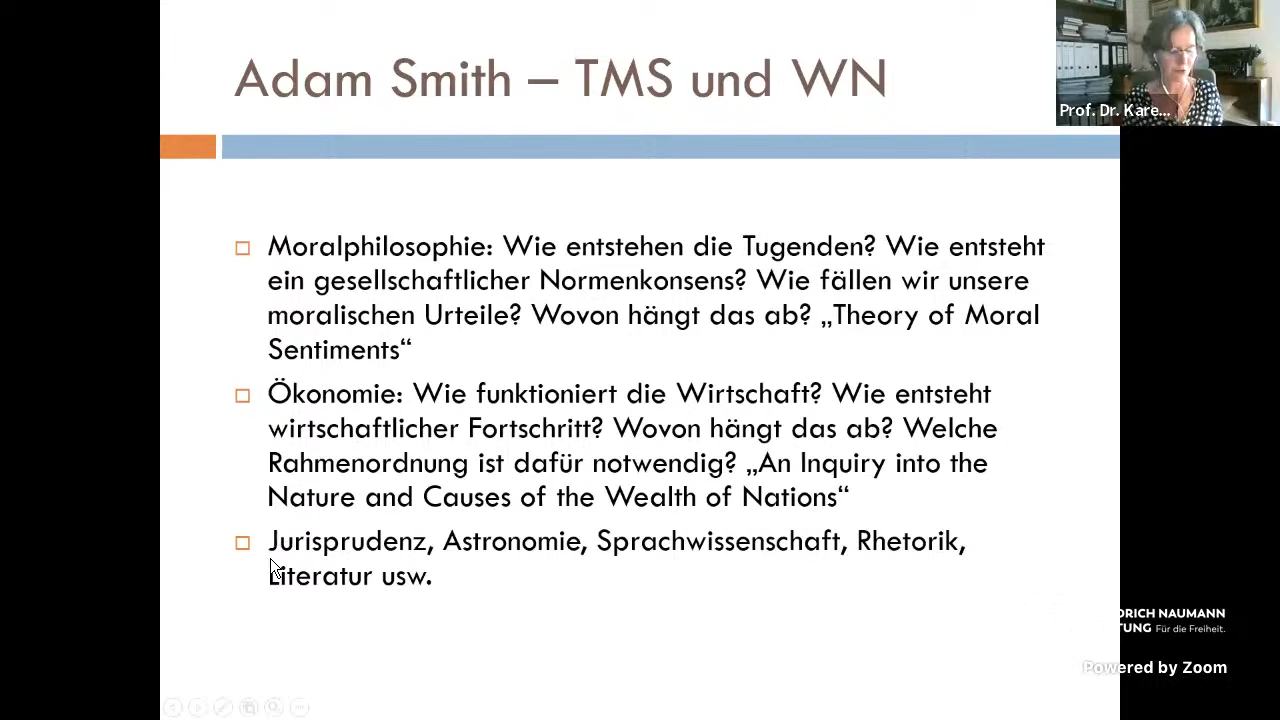 Adam Smith – TMS und WN
Prof. Dr. Kare...
Moralphilosophie: Wie entstehen die Tugenden? Wie entsteht
ein gesellschaftlicher Normenkonsens? Wie fällen wir unsere
moralischen Urteile? Wovon hängt das ab? „Theory of Moral
Sentiments“
Ökonomie: Wie funktioniert die Wirtschaft? Wie entsteht
wirtschaftlicher Fortschritt? Wovon hängt das ab? Welche
Rahmenordnung ist dafür notwendig? „An Inquiry into the
Nature and Causes of the Wealth of Nations“
Jurisprudenz, Astronomie, Sprachwissenschaft, Rhetorik,
Literatur usw.
DRICH NAUMANN
TUNG Für die Freiheit.
Powered by Zoom